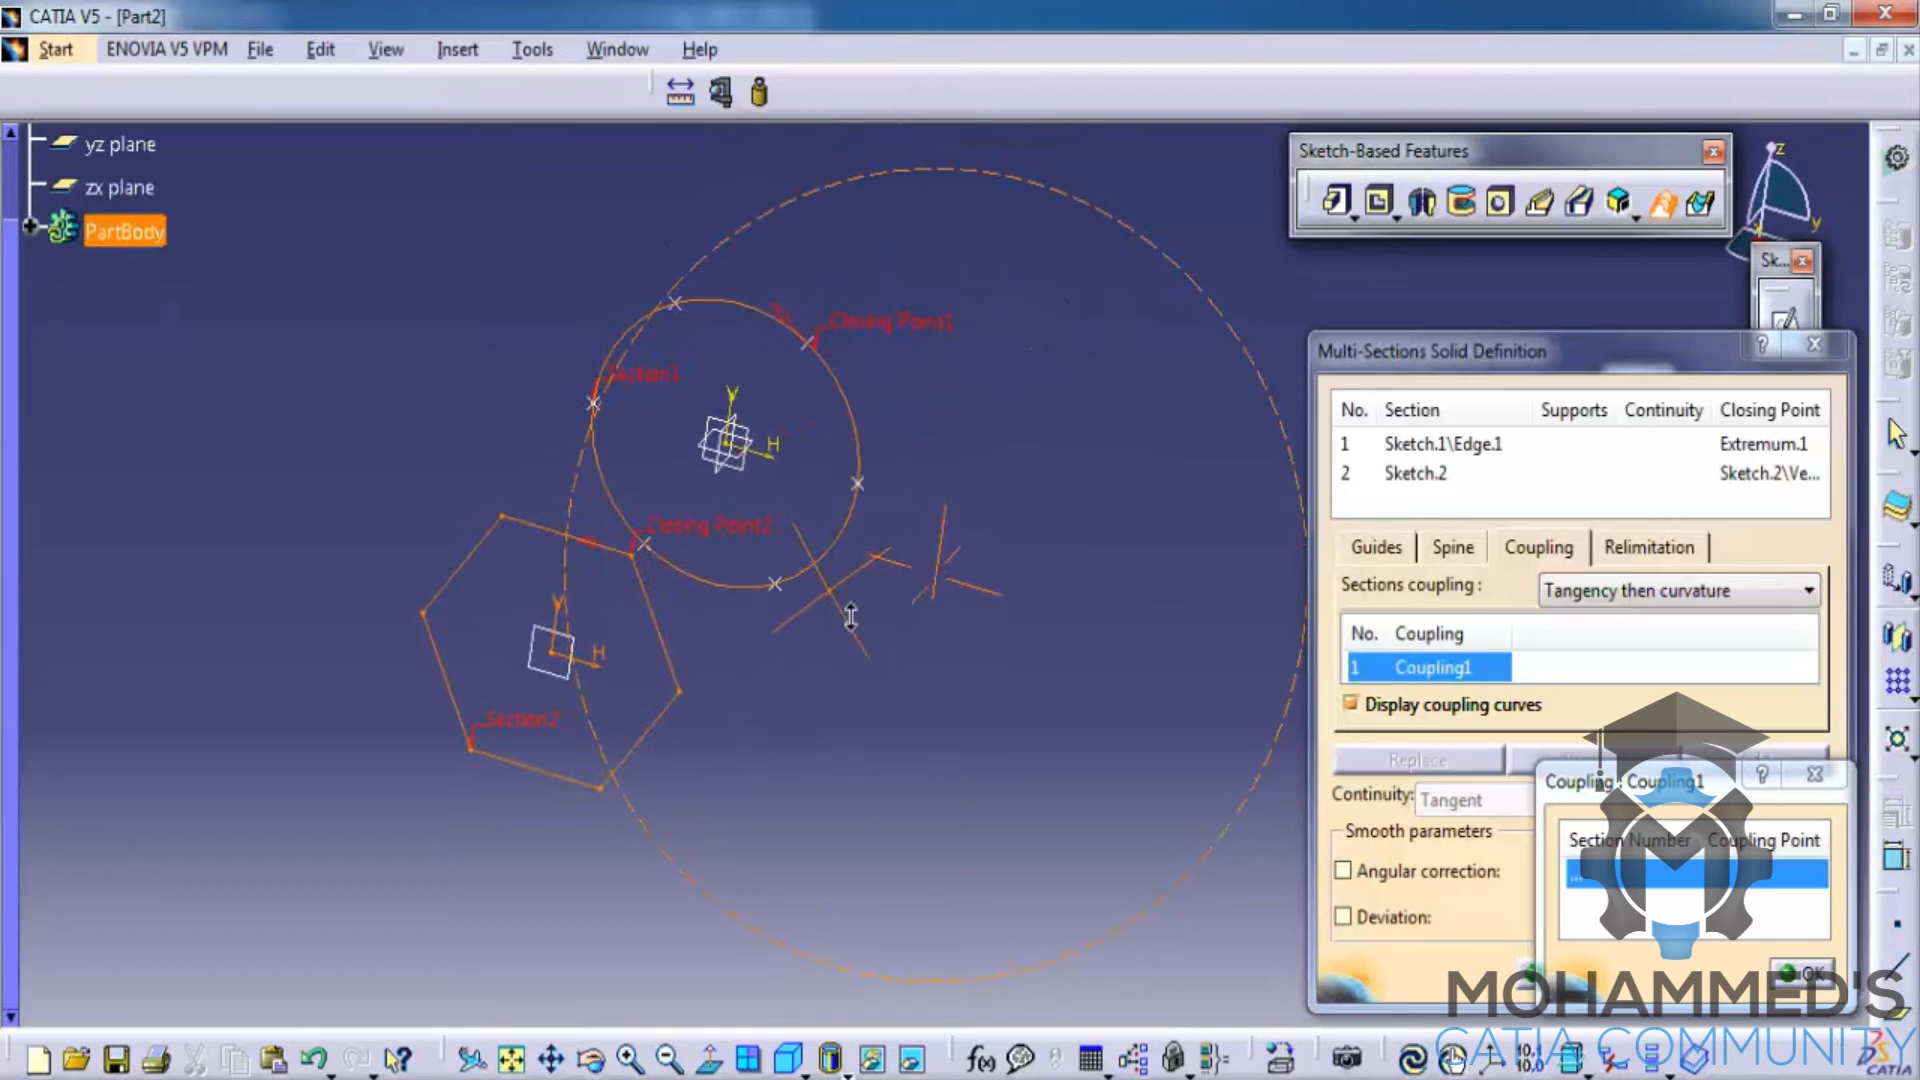 CATIA V5 - [Part2]
Start ENOVIA V5 VPM File Edit View Insert Tools Window Help
yz plane
zx plane
PartBody
Sketch-Based Features
z
y
Sk...
Closing Point1
Section1
V
H
Closing Point2
V
H
Section2
Multi-Sections Solid Definition
No. Section Supports Continuity Closing Point
1 Sketch.1\Edge.1 Extremum.1
2 Sketch.2 Sketch.2\Ve...
Guides Spine Coupling Relimitation
Sections coupling : Tangency then curvature
No. Coupling
1 Coupling1
Display coupling curves
Replace
Continuity: Tangent
Smooth parameters
Angular correction:
Deviation:
Coupling : Coupling1
Section Number Coupling Point
...
OK
MOHAMMED'S
CATIA COMMUNITY
f(x)
CATIA